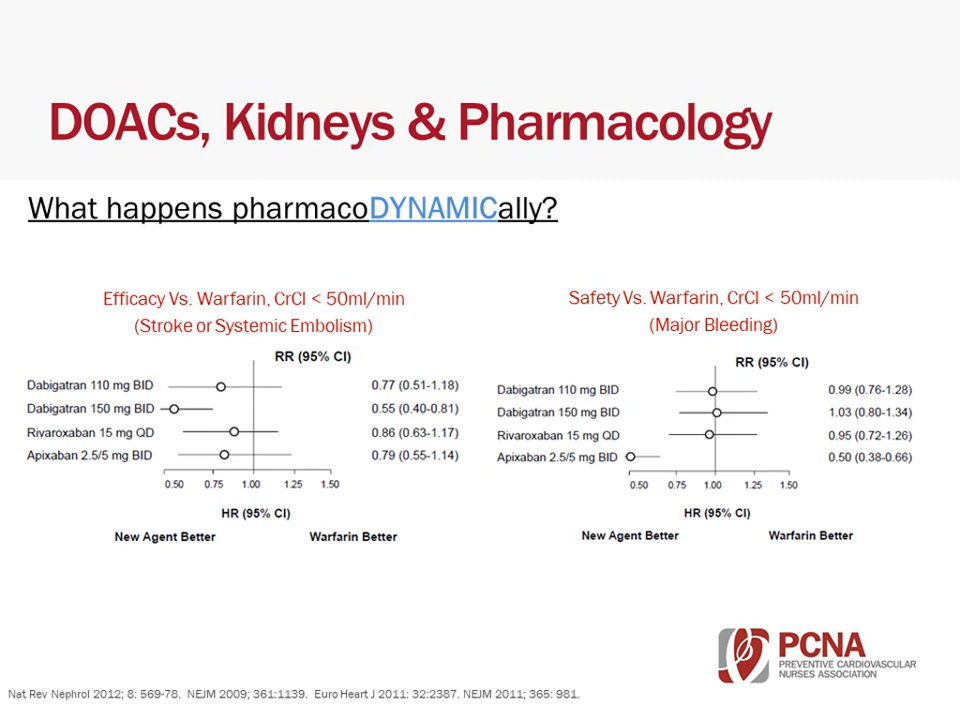 DOACs, Kidneys & Pharmacology
What happens pharmacoDYNAMICally?
Efficacy Vs. Warfarin, CrCl < 50ml/min
(Stroke or Systemic Embolism)
RR (95% CI)
Dabigatran 110 mg BID 0.77 (0.51-1.18)
Dabigatran 150 mg BID 0.55 (0.40-0.81)
Rivaroxaban 15 mg QD 0.86 (0.63-1.17)
Apixaban 2.5/5 mg BID 0.79 (0.55-1.14)
0.50 0.75 1.00 1.25 1.50
HR (95% CI)
New Agent Better Warfarin Better
Safety Vs. Warfarin, CrCl < 50ml/min
(Major Bleeding)
RR (95% CI)
Dabigatran 110 mg BID 0.99 (0.76-1.28)
Dabigatran 150 mg BID 1.03 (0.80-1.34)
Rivaroxaban 15 mg QD 0.95 (0.72-1.26)
Apixaban 2.5/5 mg BID 0.50 (0.38-0.66)
0.50 0.75 1.00 1.25 1.50
HR (95% CI)
New Agent Better Warfarin Better
PCNA
PREVENTIVE CARDIOVASCULAR
NURSES ASSOCIATION
Nat Rev Nephrol 2012; 8: 569-78. NEJM 2009; 361:1139. Euro Heart J 2011: 32:2387. NEJM 2011; 365: 981.